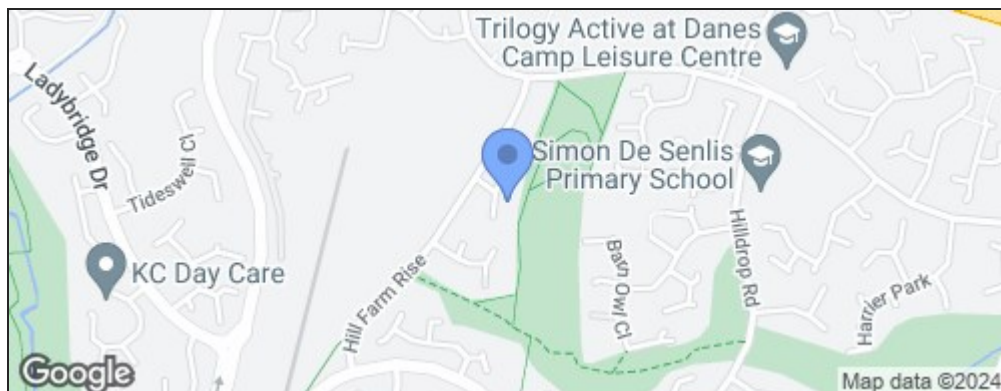 Trilogy Active at Danes
Camp Leisure Centre
Ladybridge Dr
Tideswell Cl
Simon De Senlis
Primary School
KC Day Care
Hill Farm Rise
Barn Owl Cl
Hilldrop Rd
Harrier Park
Google
Map data ©2024